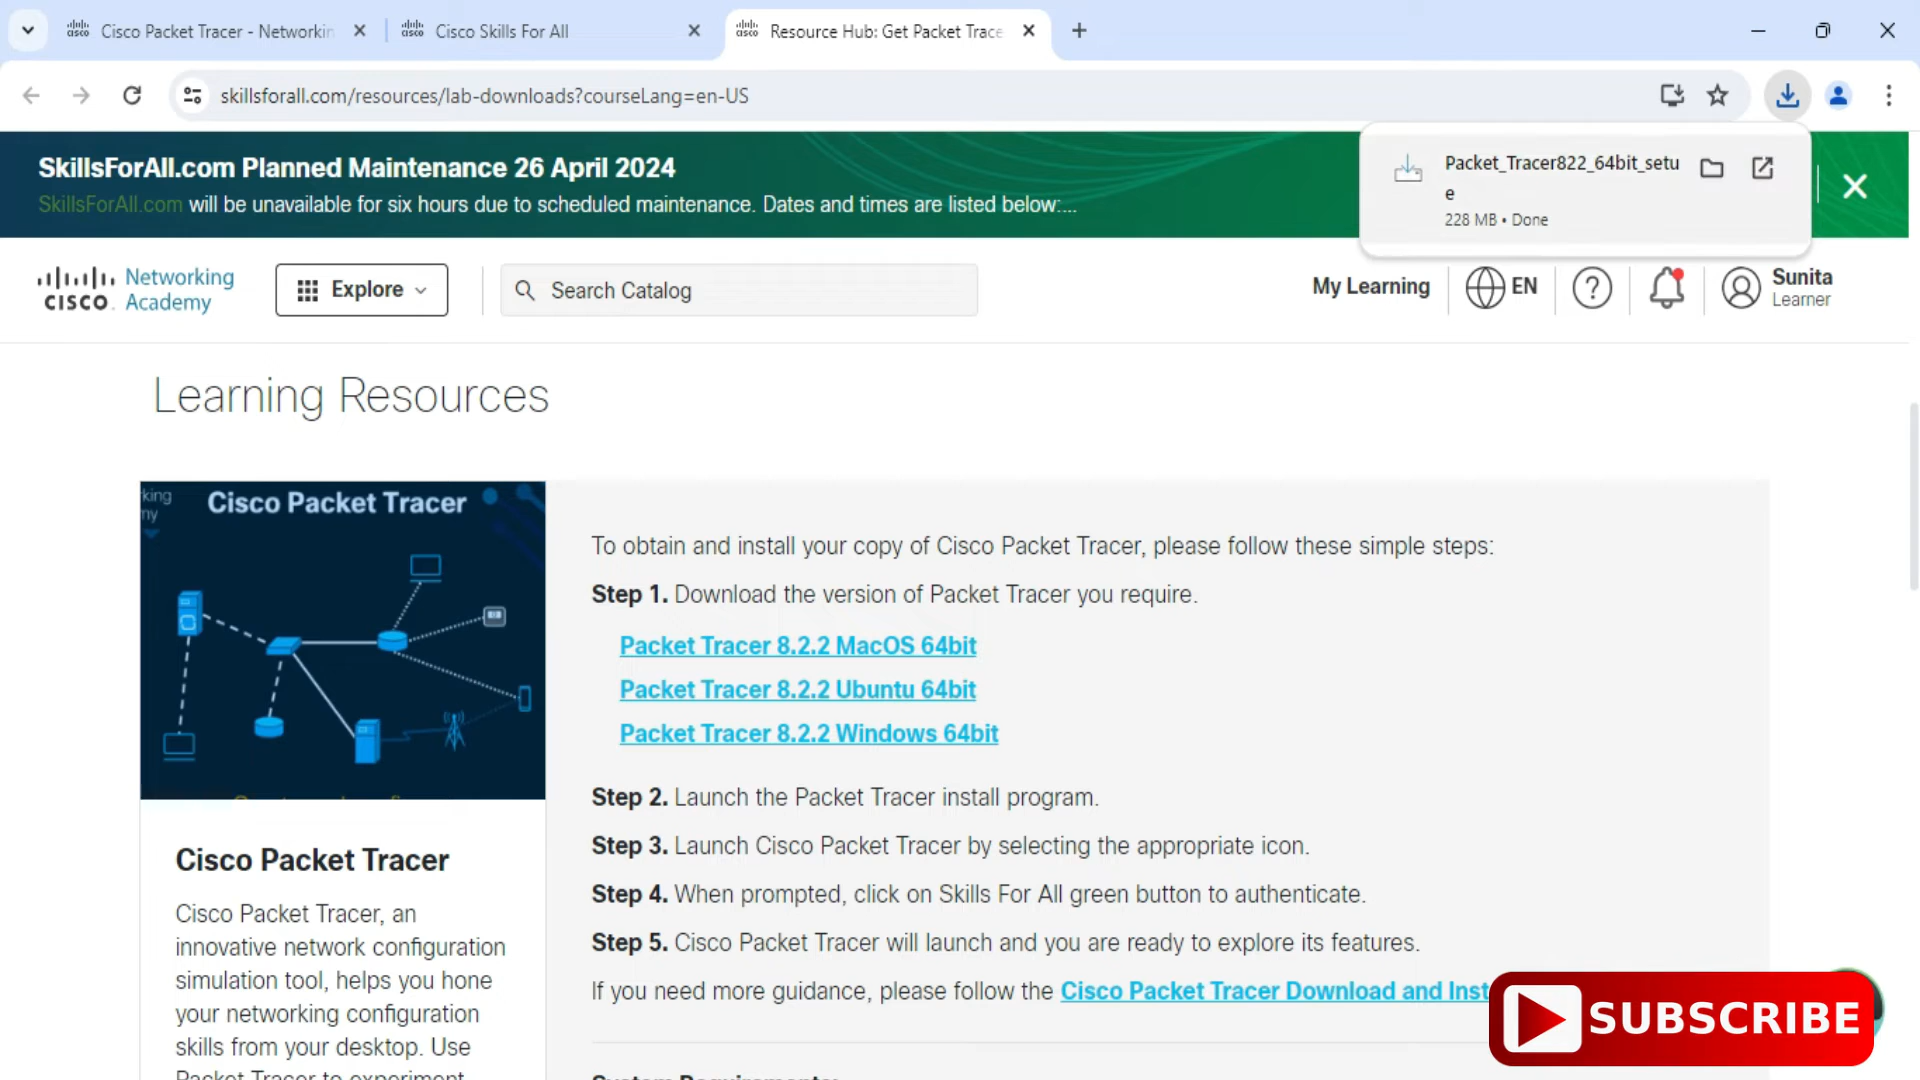 Cisco Packet Tracer - Networkin
Cisco Skills For All
Resource Hub: Get Packet Trace
skillsforall.com/resources/lab-downloads?courseLang=en-US
SkillsForAll.com Planned Maintenance 26 April 2024
SkillsForAll.com will be unavailable for six hours due to scheduled maintenance. Dates and times are listed below:...
Packet_Tracer822_64bit_setu
e
228 MB • Done
CISCO Networking Academy
Explore
Search Catalog
My Learning
EN
Sunita
Learner
Learning Resources
king
my
Cisco Packet Tracer
To obtain and install your copy of Cisco Packet Tracer, please follow these simple steps:
Step 1. Download the version of Packet Tracer you require.
Packet Tracer 8.2.2 MacOS 64bit
Packet Tracer 8.2.2 Ubuntu 64bit
Packet Tracer 8.2.2 Windows 64bit
Step 2. Launch the Packet Tracer install program.
Step 3. Launch Cisco Packet Tracer by selecting the appropriate icon.
Step 4. When prompted, click on Skills For All green button to authenticate.
Step 5. Cisco Packet Tracer will launch and you are ready to explore its features.
If you need more guidance, please follow the Cisco Packet Tracer Download and Inst
Cisco Packet Tracer
Cisco Packet Tracer, an
innovative network configuration
simulation tool, helps you hone
your networking configuration
skills from your desktop. Use
Packet Tracer to experiment
System Requirements:
SUBSCRIBE